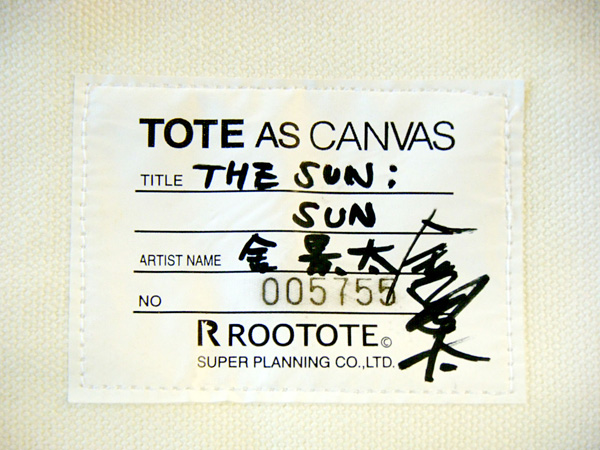 TOTE AS CANVAS
TITLE THE SUN:
SUN
ARTIST NAME 金景太
NO 005755
R ROOTOTE ©
SUPER PLANNING CO.,LTD.